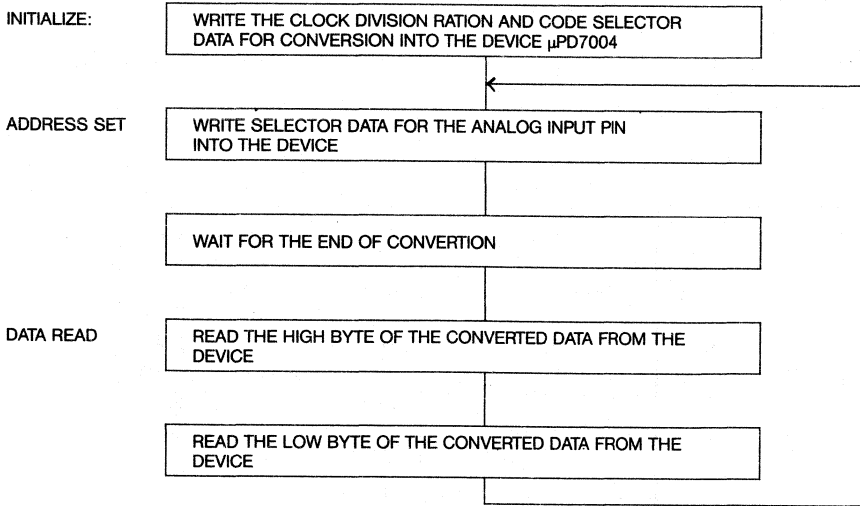 INITIALIZE:
WRITE THE CLOCK DIVISION RATION AND CODE SELECTOR
DATA FOR CONVERSION INTO THE DEVICE µPD7004
ADDRESS SET
WRITE SELECTOR DATA FOR THE ANALOG INPUT PIN
INTO THE DEVICE
WAIT FOR THE END OF CONVERTION
DATA READ
READ THE HIGH BYTE OF THE CONVERTED DATA FROM THE
DEVICE
READ THE LOW BYTE OF THE CONVERTED DATA FROM THE
DEVICE